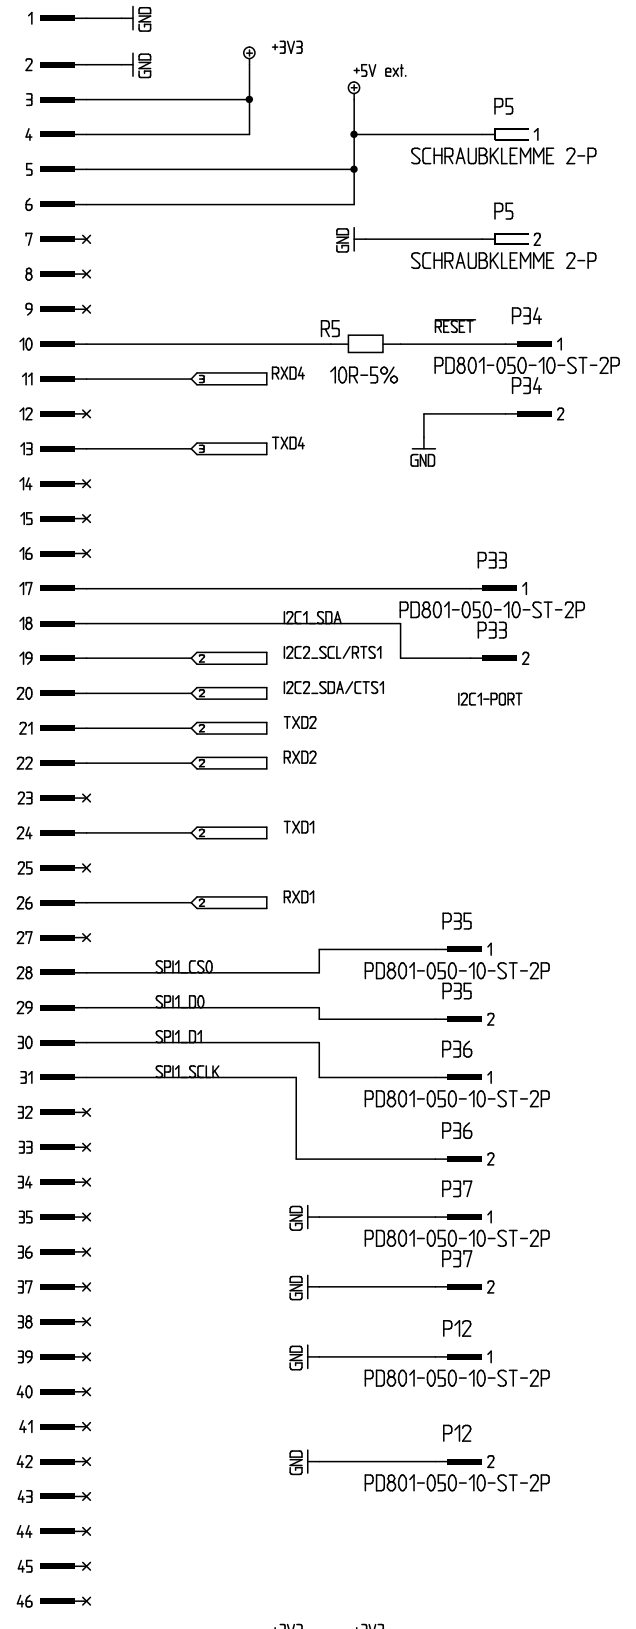 1 GND
2 GND
+3V3
3
+5V ext.
4
P5
1
SCHRAUBKLEMME 2-P
5
6
P5
7 GND 2
SCHRAUBKLEMME 2-P
8
9
10 R5 RESET P34
1
10R-5% PD801-050-10-ST-2P
11 3 RXD4
P34
12 2
13 3 TXD4
GND
14
15
16
P33
17 1
PD801-050-10-ST-2P
18 I2C1_SDA
P33
19 2 I2C2_SCL/RTS1 2
20 2 I2C2_SDA/CTS1
I2C1-PORT
21 2 TXD2
22 2 RXD2
23
24 2 TXD1
25
26 2 RXD1
P35
27
1
28 SPI1_CS0 PD801-050-10-ST-2P
P35
29 SPI1_D0
2
30 SPI1_D1
P36
31 SPI1_SCLK 1
PD801-050-10-ST-2P
32
P36
33
2
34
P37
35 GND 1
PD801-050-10-ST-2P
36
P37
37 GND 2
38
P12
39 GND 1
PD801-050-10-ST-2P
40
41
P12
42 GND 2
PD801-050-10-ST-2P
43
44
45
46
+3V3 +3V3